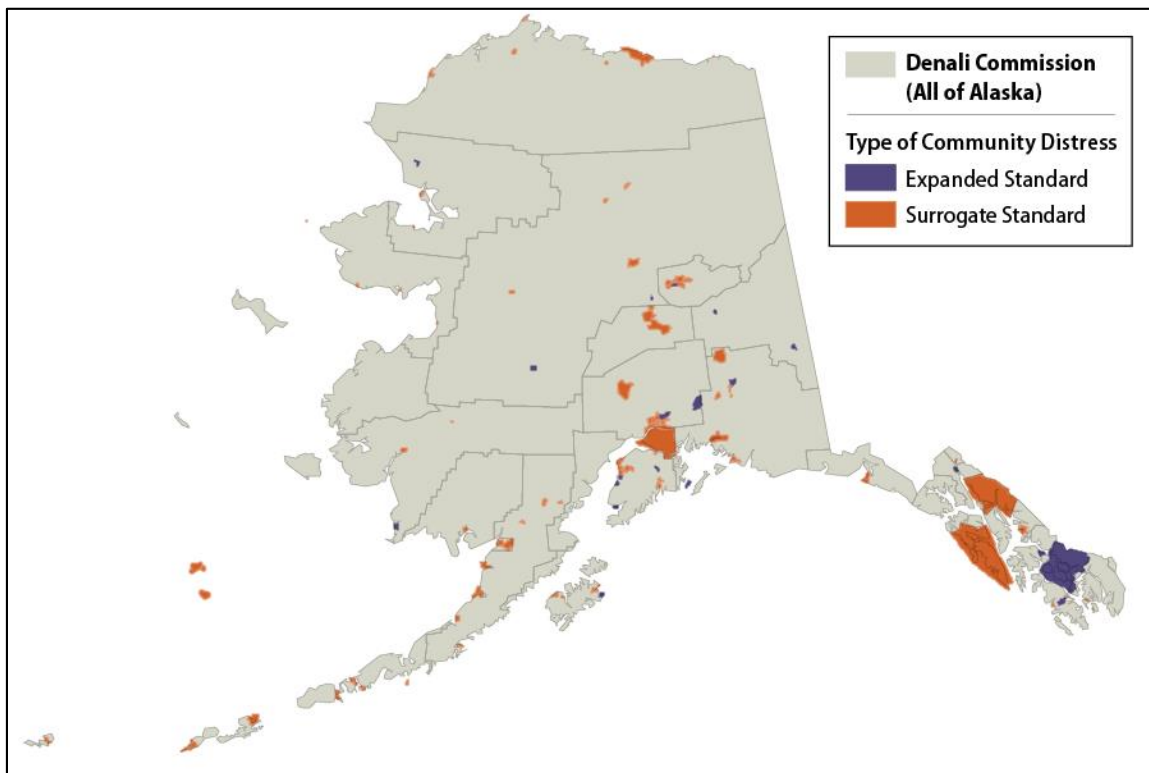 Denali Commission
(All of Alaska)
Type of Community Distress
Expanded Standard
Surrogate Standard